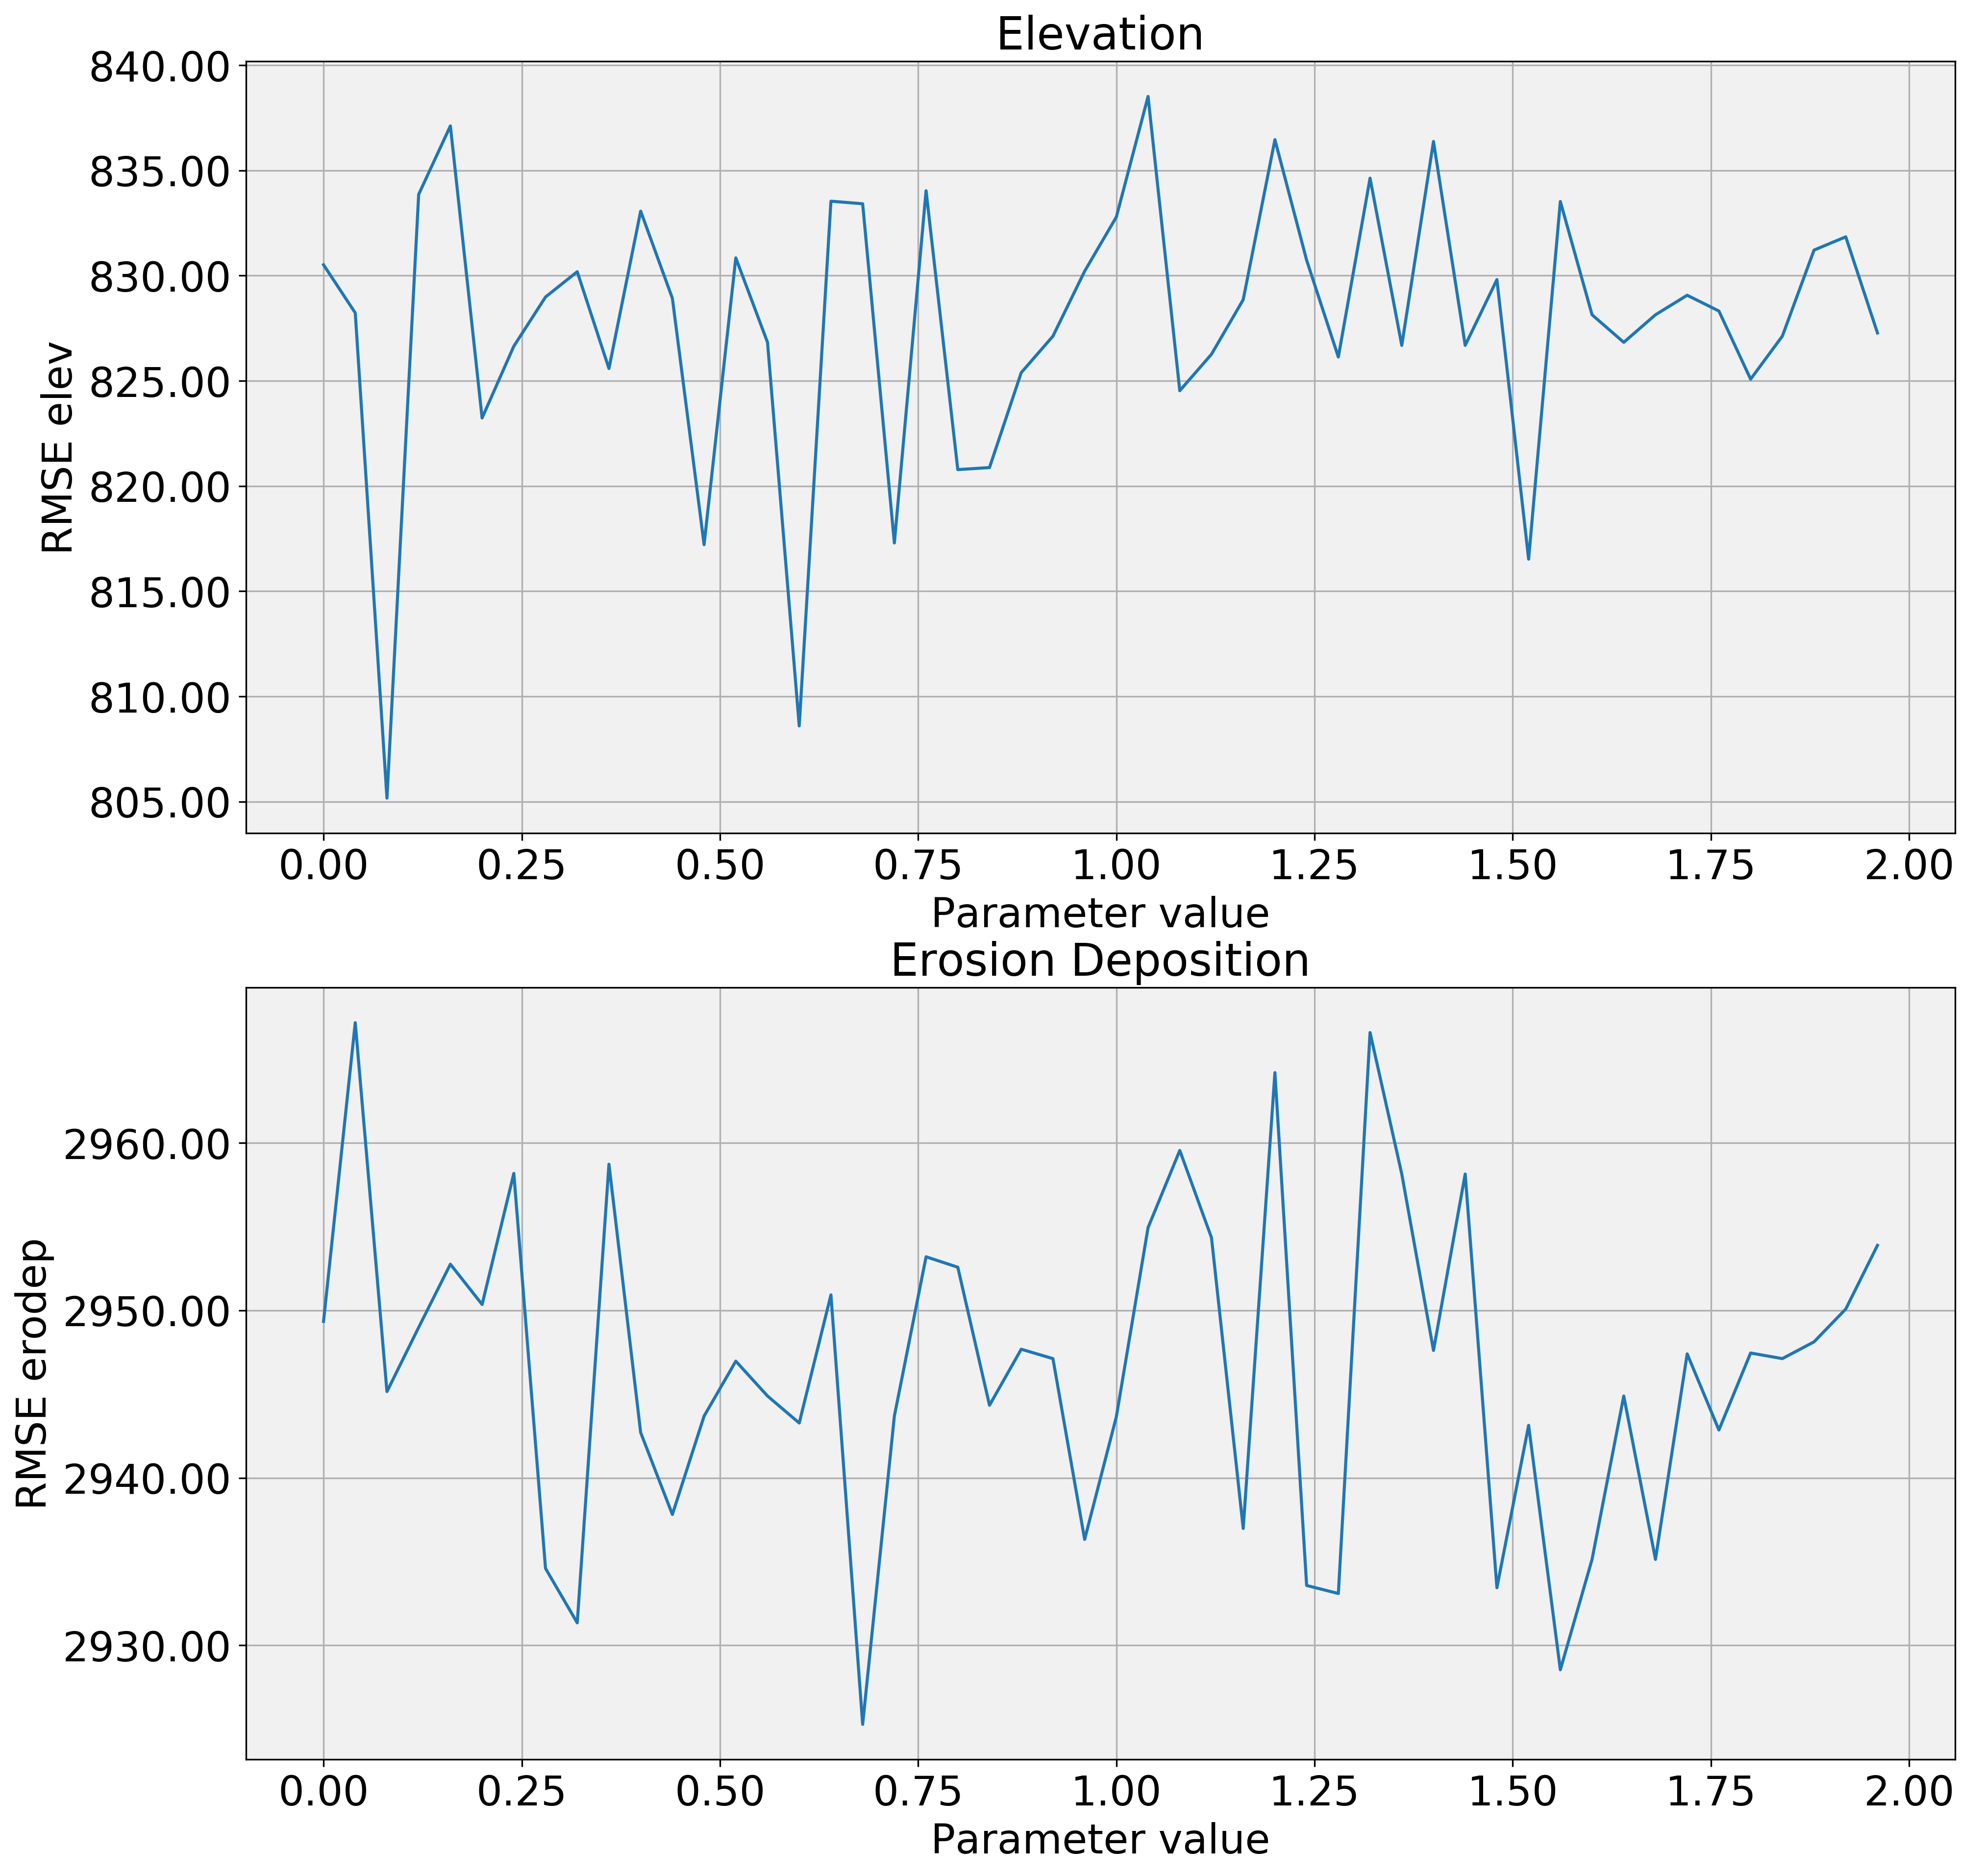 Elevation
840.00
835.00
830.00
825.00
820.00
815.00
810.00
805.00
RMSE elev
0.00 0.25 0.50 0.75 1.00 1.25 1.50 1.75 2.00
Parameter value
Erosion Deposition
2960.00
2950.00
2940.00
2930.00
RMSE erodep
0.00 0.25 0.50 0.75 1.00 1.25 1.50 1.75 2.00
Parameter value